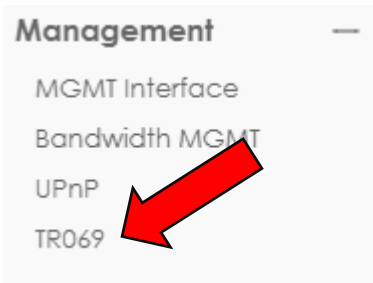 Management
MGMT Interface
Bandwidth MGMT
UPnP
TR069